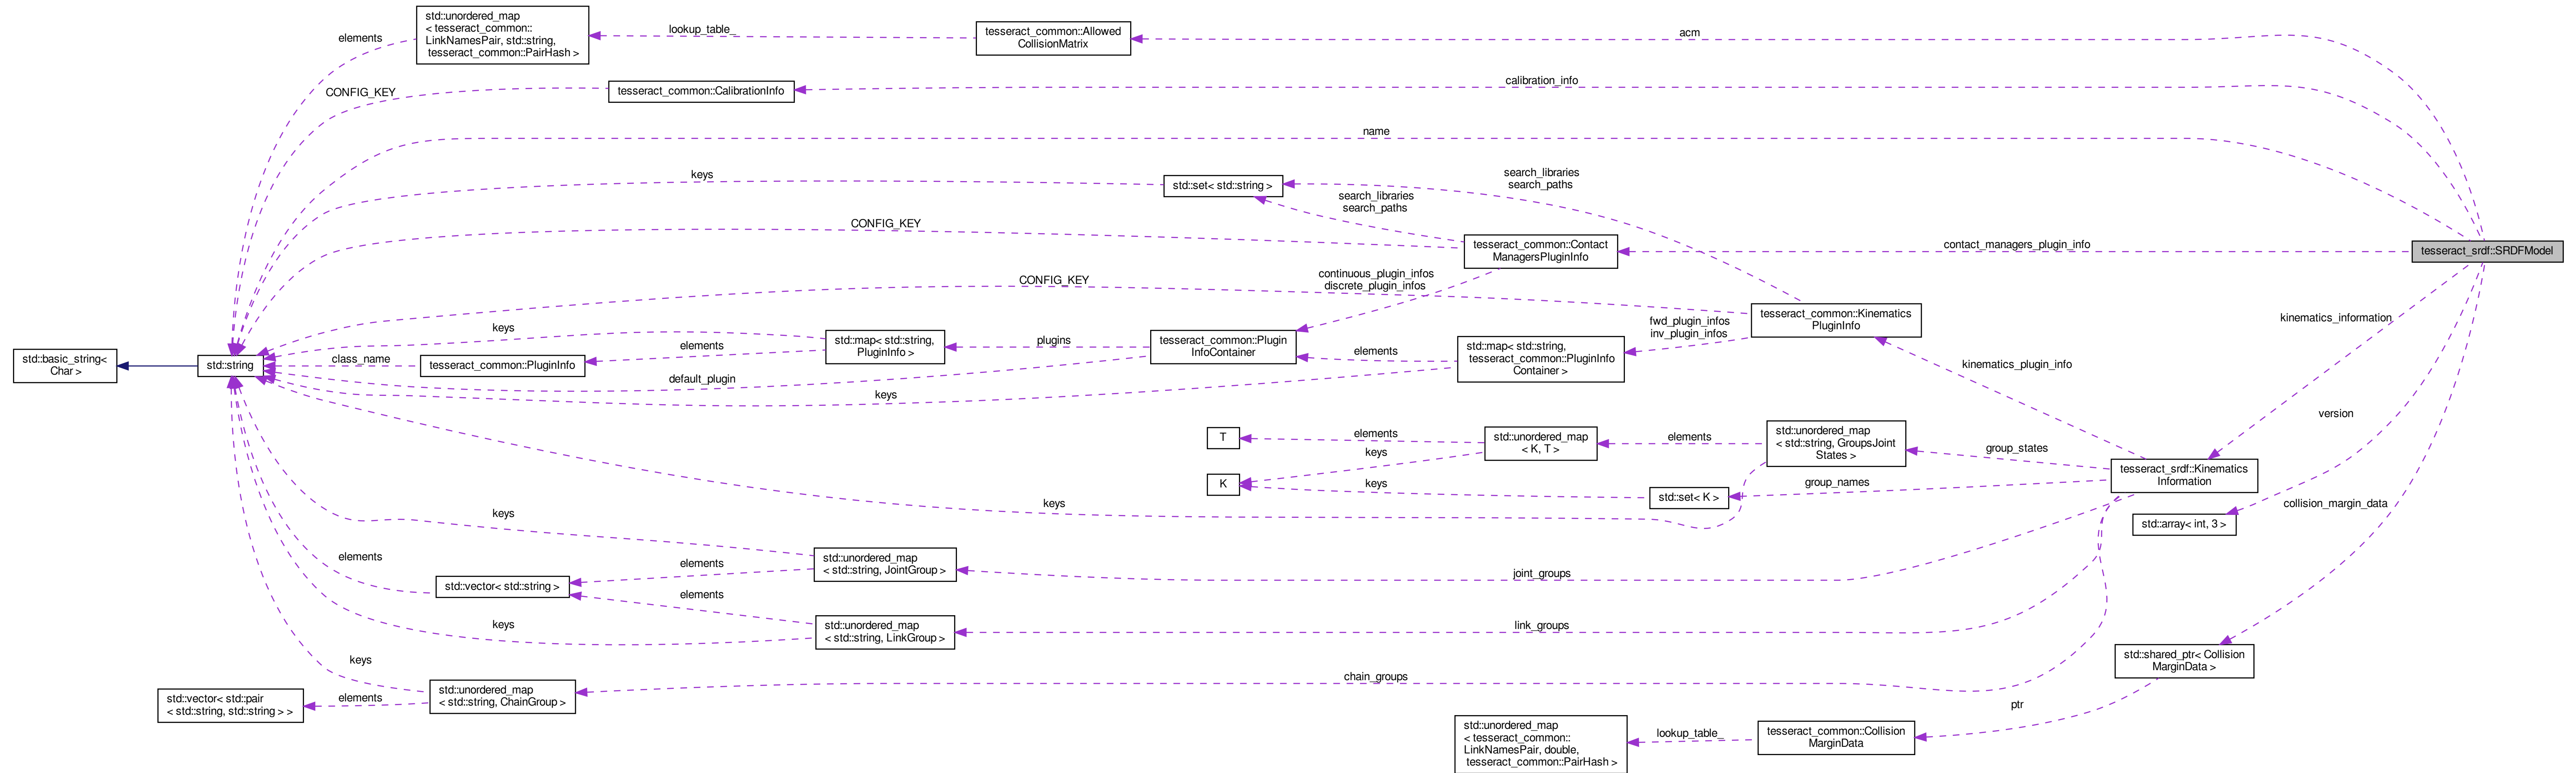 std::unordered_map
< tesseract_common::
LinkNamesPair, std::string,
tesseract_common::PairHash >
elements
lookup_table_
tesseract_common::Allowed
CollisionMatrix
acm
CONFIG_KEY
tesseract_common::CalibrationInfo
calibration_info
name
keys
std::set< std::string >
search_libraries
search_paths
search_libraries
search_paths
CONFIG_KEY
tesseract_common::Contact
ManagersPluginInfo
contact_managers_plugin_info
tesseract_srdf::SRDFModel
CONFIG_KEY
continuous_plugin_infos
discrete_plugin_infos
tesseract_common::Kinematics
PluginInfo
kinematics_information
keys
std::map< std::string,
PluginInfo >
plugins
tesseract_common::Plugin
InfoContainer
fwd_plugin_infos
inv_plugin_infos
std::basic_string<
Char >
std::string
class_name
tesseract_common::PluginInfo
elements
elements
std::map< std::string,
tesseract_common::PluginInfo
Container >
kinematics_plugin_info
default_plugin
keys
version
T
elements
std::unordered_map
< K, T >
elements
std::unordered_map
< std::string, GroupsJoint
States >
group_states
keys
K
keys
std::set< K >
group_names
tesseract_srdf::Kinematics
Information
keys
keys
std::array< int, 3 >
collision_margin_data
elements
std::vector< std::string >
elements
std::unordered_map
< std::string, JointGroup >
joint_groups
elements
keys
std::unordered_map
< std::string, LinkGroup >
link_groups
keys
std::shared_ptr< Collision
MarginData >
std::vector< std::pair
< std::string, std::string > >
elements
std::unordered_map
< std::string, ChainGroup >
chain_groups
ptr
std::unordered_map
< tesseract_common::
LinkNamesPair, double,
tesseract_common::PairHash >
lookup_table_
tesseract_common::Collision
MarginData